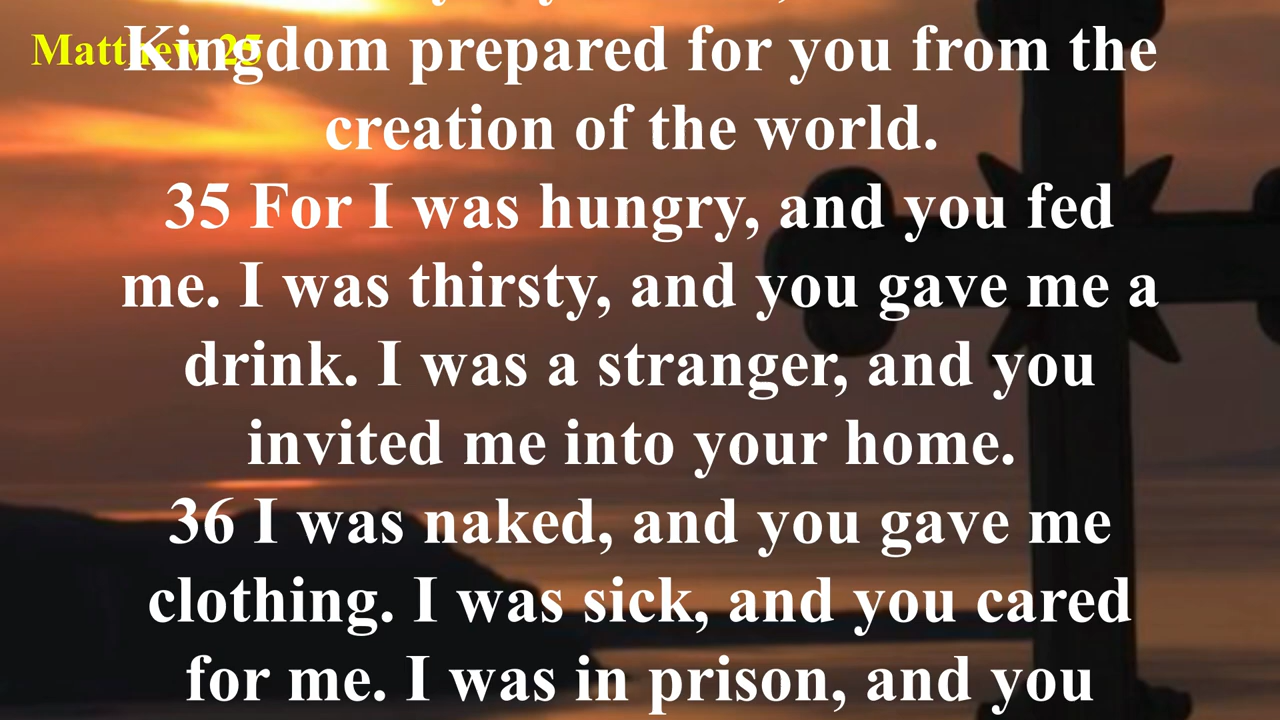 Matthew 25
Kingdom prepared for you from the
creation of the world.
35 For I was hungry, and you fed
me. I was thirsty, and you gave me a
drink. I was a stranger, and you
invited me into your home.
36 I was naked, and you gave me
clothing. I was sick, and you cared
for me. I was in prison, and you